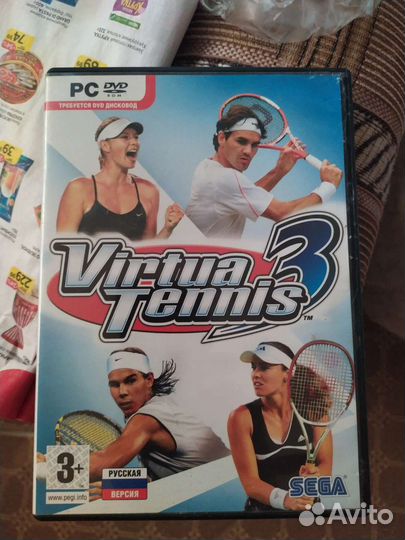 PC DVD
ROM
ТРЕБУЕТСЯ DVD ДИСКОВОД
Virtua
Tennis 3
TM
3+
www.pegi.info
РУССКАЯ
ВЕРСИЯ
SEGA
Avito